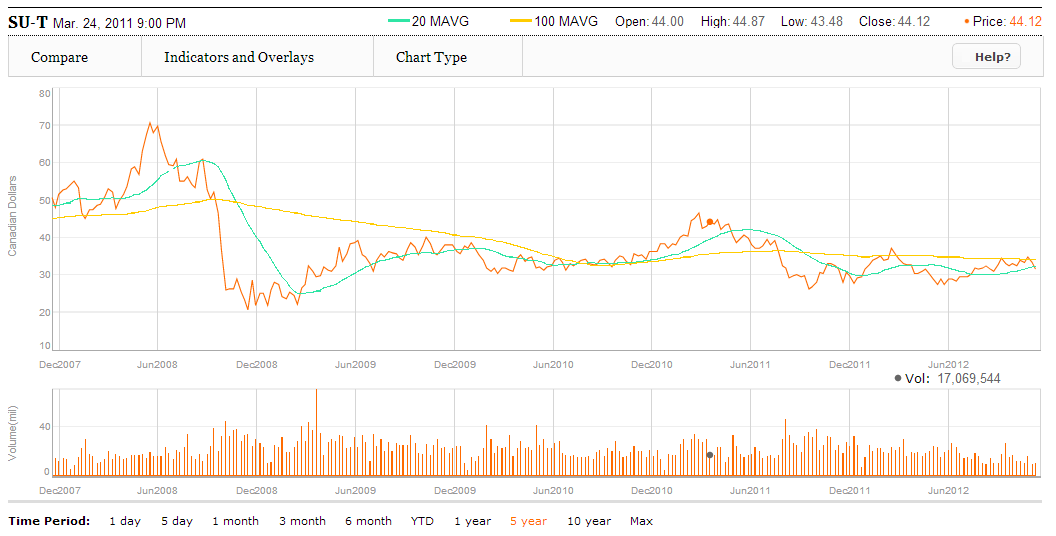 SU-T Mar. 24, 2011 9:00 PM 20 MAVG 100 MAVG Open: 44.00 High: 44.87 Low: 43.48 Close: 44.12 • Price: 44.12
Compare Indicators and Overlays Chart Type Help?
80
70
60
50
40
30
20
10
Canadian Dollars
Dec2007 Jun2008 Dec2008 Jun2009 Dec2009 Jun2010 Dec2010 Jun2011 Dec2011 Jun2012
● Vol: 17,069,544
40
0
Volume(mil)
Dec2007 Jun2008 Dec2008 Jun2009 Dec2009 Jun2010 Dec2010 Jun2011 Dec2011 Jun2012
Time Period: 1 day 5 day 1 month 3 month 6 month YTD 1 year 5 year 10 year Max